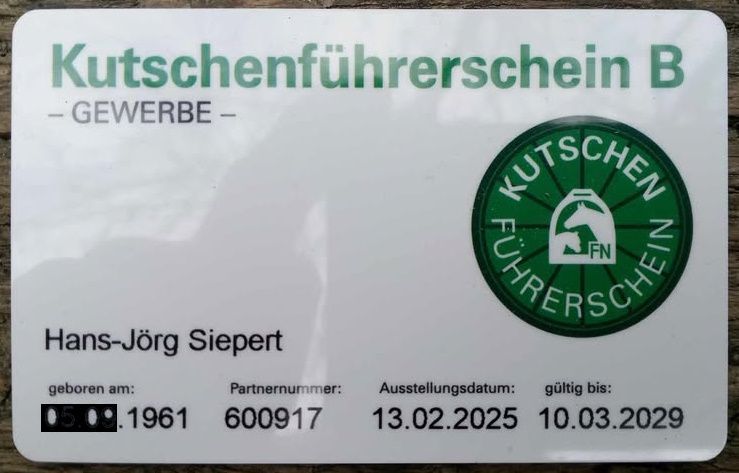 Kutschenführerschein B
– GEWERBE –
KUTSCHEN
FÜHRERSCHEIN
FN
Hans-Jörg Siepert
geboren am: Partnernummer: Ausstellungsdatum: gültig bis:
.1961 600917 13.02.2025 10.03.2029